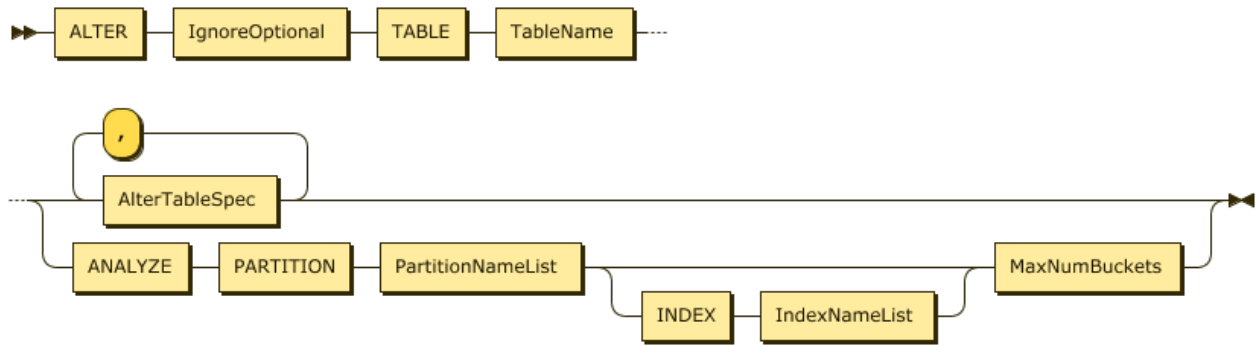 ALTER IgnoreOptional TABLE TableName
,
AlterTableSpec
ANALYZE PARTITION PartitionNameList MaxNumBuckets
INDEX IndexNameList